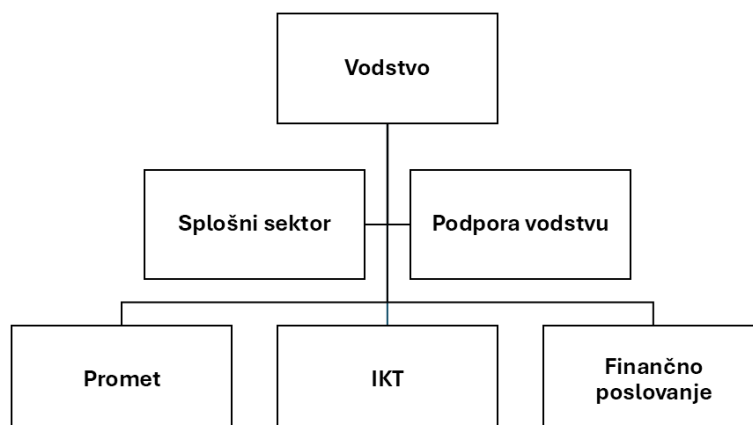 Vodstvo
Splošni sektor
Podpora vodstvu
Promet
IKT
Finančno
poslovanje